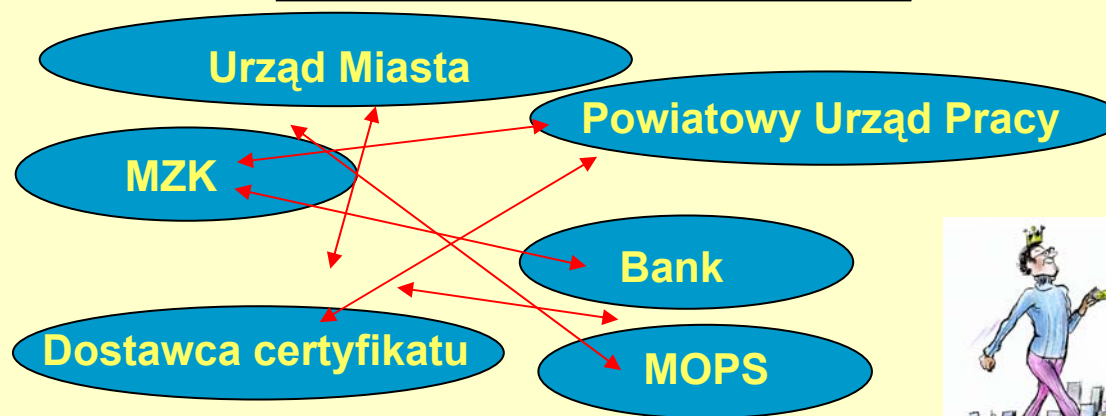 Urząd Miasta
Powiatowy Urząd Pracy
MZK
Bank
Dostawca certyfikatu
MOPS